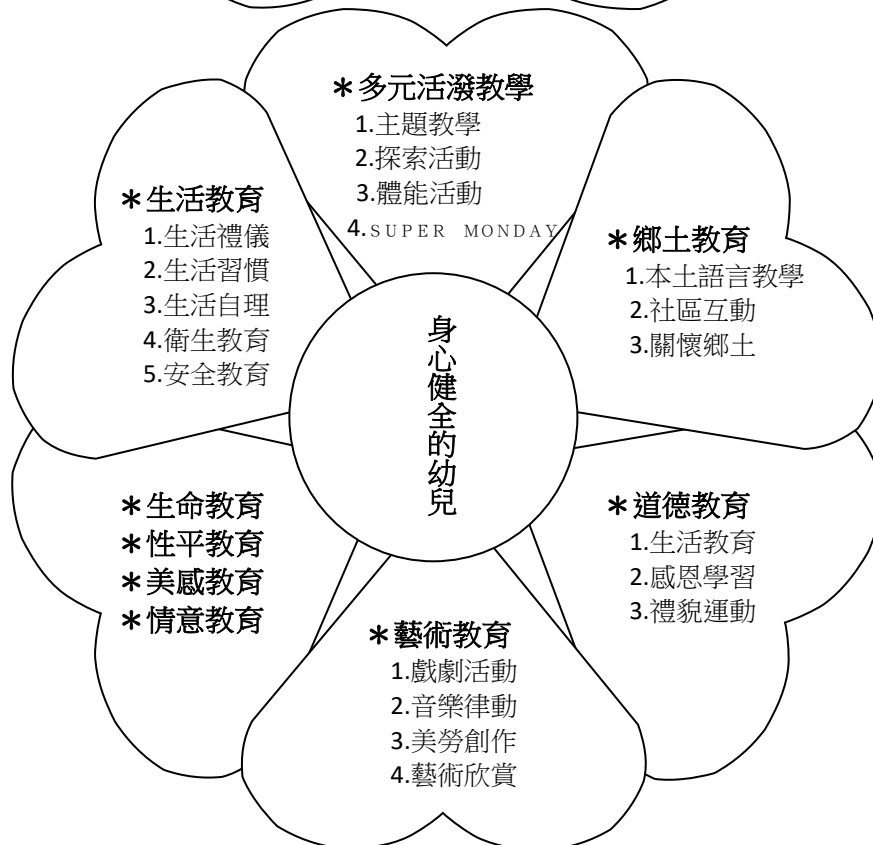 ＊多元活潑教學
1.主題教學
2.探索活動
3.體能活動
4.SUPER MONDAY
＊生活教育
1.生活禮儀
2.生活習慣
3.生活自理
4.衛生教育
5.安全教育
＊鄉土教育
1.本土語言教學
2.社區互動
3.關懷鄉土
身心健全的幼兒
＊生命教育
＊性平教育
＊美感教育
＊情意教育
＊道德教育
1.生活教育
2.感恩學習
3.禮貌運動
＊藝術教育
1.戲劇活動
2.音樂律動
3.美勞創作
4.藝術欣賞